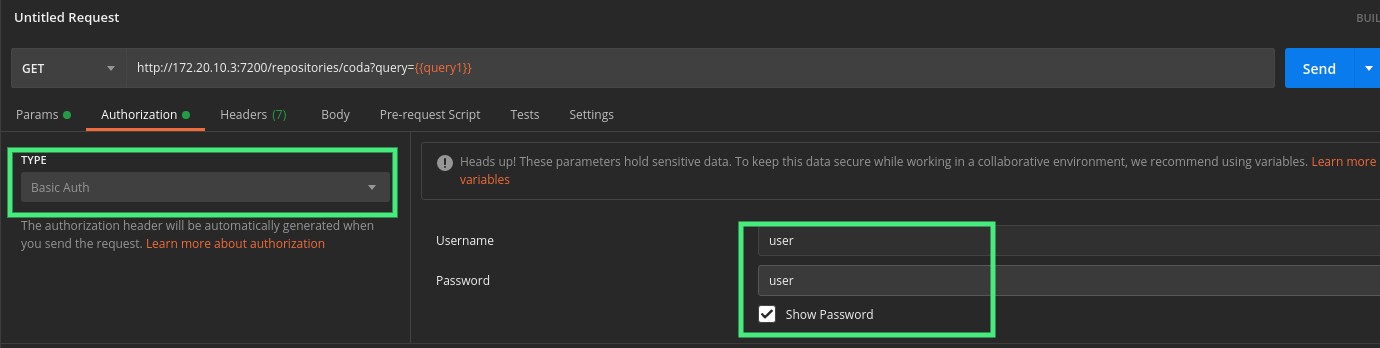 Untitled Request
BUIL
GET
http://172.20.10.3:7200/repositories/coda?query={{query1}}
Send
Params
Authorization
Headers (7)
Body
Pre-request Script
Tests
Settings
TYPE
Basic Auth
The authorization header will be automatically generated when
you send the request. Learn more about authorization
Heads up! These parameters hold sensitive data. To keep this data secure while working in a collaborative environment, we recommend using variables. Learn more
variables
Username
user
Password
user
Show Password